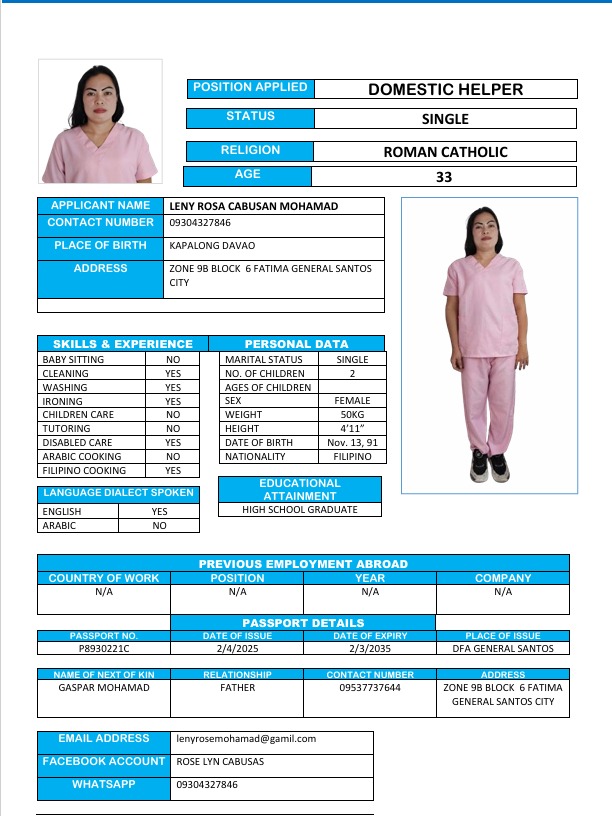 POSITION APPLIED DOMESTIC HELPER
STATUS SINGLE
RELIGION ROMAN CATHOLIC
AGE 33
APPLICANT NAME LENY ROSA CABUSAN MOHAMAD
CONTACT NUMBER 09304327846
PLACE OF BIRTH KAPALONG DAVAO
ADDRESS ZONE 9B BLOCK 6 FATIMA GENERAL SANTOS
CITY
SKILLS & EXPERIENCE PERSONAL DATA
BABY SITTING NO MARITAL STATUS SINGLE
CLEANING YES NO. OF CHILDREN 2
WASHING YES AGES OF CHILDREN
IRONING YES SEX FEMALE
CHILDREN CARE NO WEIGHT 50KG
TUTORING NO HEIGHT 4’11”
DISABLED CARE YES DATE OF BIRTH Nov. 13, 91
ARABIC COOKING NO NATIONALITY FILIPINO
FILIPINO COOKING YES
EDUCATIONAL
ATTAINMENT
HIGH SCHOOL GRADUATE
LANGUAGE DIALECT SPOKEN
ENGLISH YES
ARABIC NO
PREVIOUS EMPLOYMENT ABROAD
COUNTRY OF WORK POSITION YEAR COMPANY
N/A N/A N/A N/A
PASSPORT DETAILS
PASSPORT NO. DATE OF ISSUE DATE OF EXPIRY PLACE OF ISSUE
P8930221C 2/4/2025 2/3/2035 DFA GENERAL SANTOS
NAME OF NEXT OF KIN RELATIONSHIP CONTACT NUMBER ADDRESS
GASPAR MOHAMAD FATHER 09537737644 ZONE 9B BLOCK 6 FATIMA
GENERAL SANTOS CITY
EMAIL ADDRESS lenyrosemohamad@gamil.com
FACEBOOK ACCOUNT ROSE LYN CABUSAS
WHATSAPP 09304327846